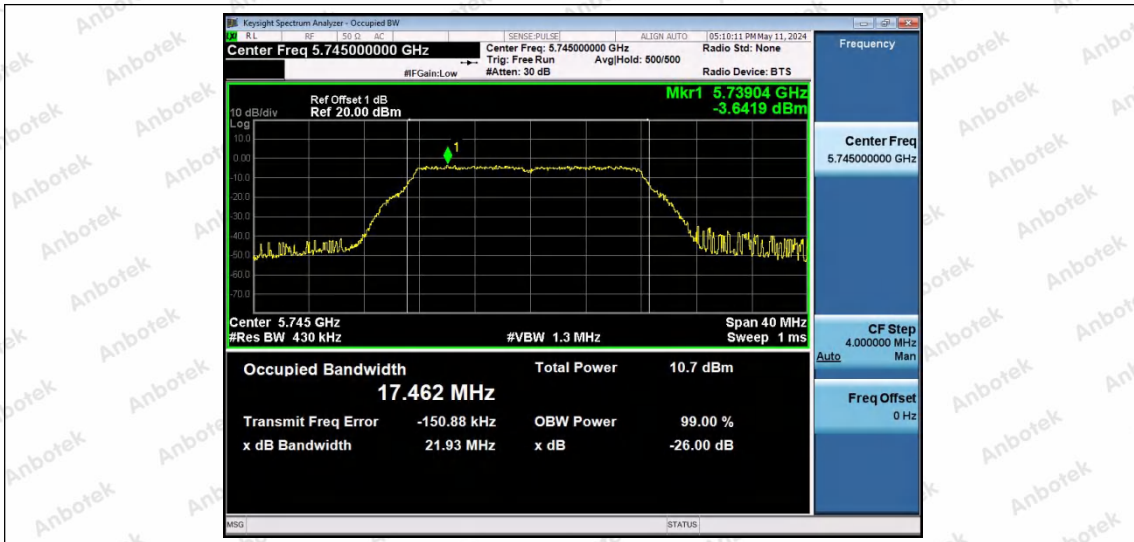 Keysight Spectrum Analyzer - Occupied BW
LXI RL RF 50 Ω AC SENSE:PULSE ALIGN AUTO 05:10:11 PM May 11, 2024
Center Freq 5.745000000 GHz
Center Freq: 5.745000000 GHz Radio Std: None
Trig: Free Run Avg|Hold: 500/500
#IFGain:Low #Atten: 30 dB Radio Device: BTS
Frequency
Mkr1 5.73904 GHz
-3.6419 dBm
Ref Offset 1 dB
10 dB/div Ref 20.00 dBm
Log
10.0
0.00
-10.0
-20.0
-30.0
-40.0
-50.0
-60.0
-70.0
1
Center 5.745 GHz Span 40 MHz
#Res BW 430 kHz #VBW 1.3 MHz Sweep 1 ms
Occupied Bandwidth Total Power 10.7 dBm
17.462 MHz
Transmit Freq Error -150.88 kHz OBW Power 99.00 %
x dB Bandwidth 21.93 MHz x dB -26.00 dB
Center Freq
5.745000000 GHz
CF Step
4.000000 MHz
Auto Man
Freq Offset
0 Hz
MSG STATUS
Anbotek